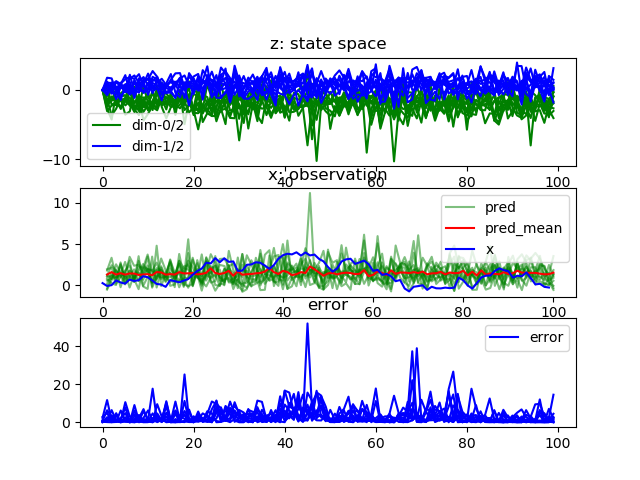 z: state space
0
−10
dim-0/2
dim-1/2
0 20 40 60 80 100
x: observation
10
5
0
pred
pred_mean
x
0 20 40 60 80 100
error
40
20
0
error
0 20 40 60 80 100